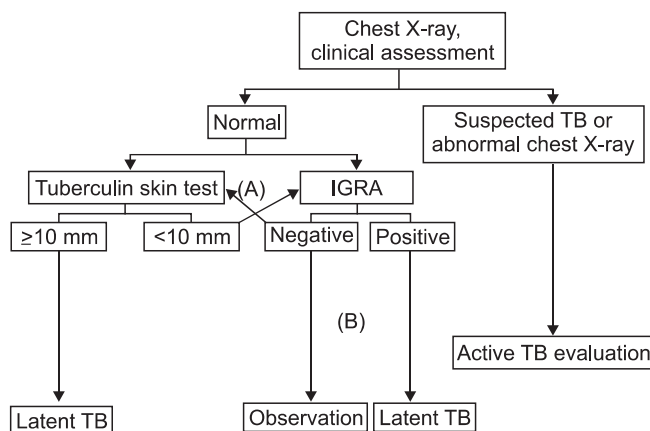 Chest X-ray,
clinical assessment
Normal
Suspected TB or
abnormal chest X-ray
Tuberculin skin test
(A)
IGRA
≥10 mm
<10 mm
Negative
Positive
(B)
Active TB evaluation
Latent TB
Observation
Latent TB